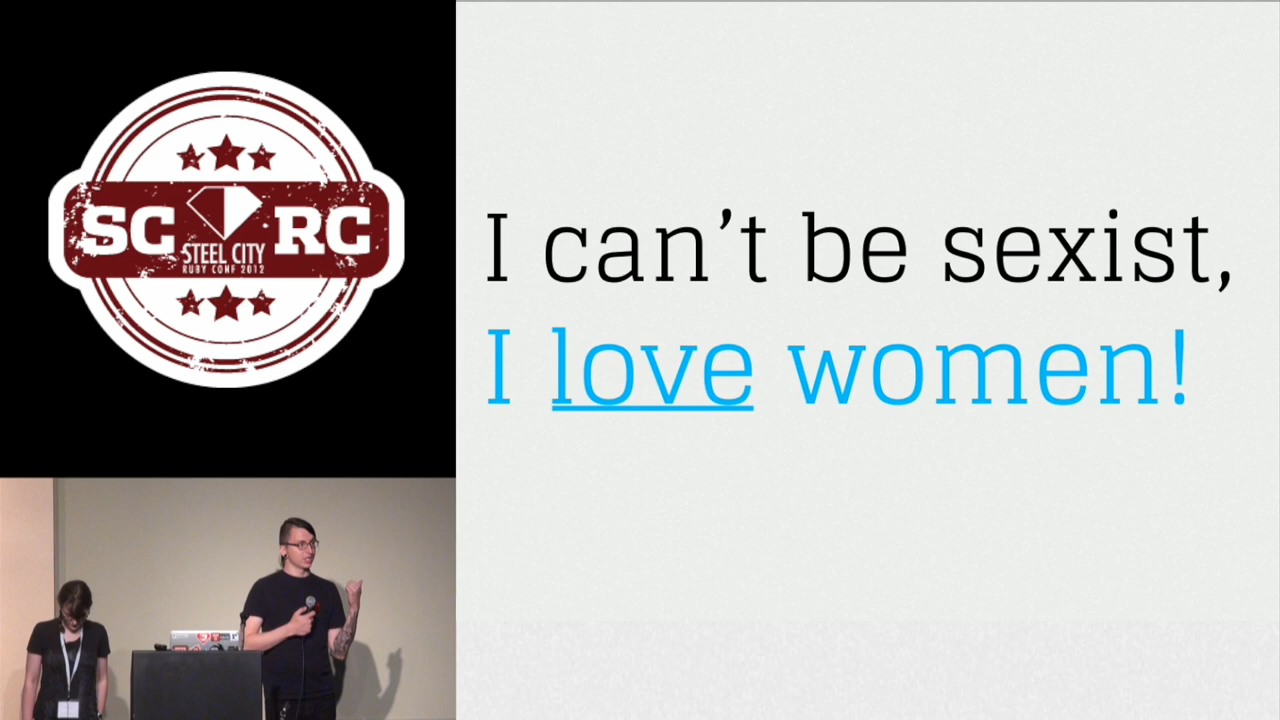 SC RC
STEEL CITY
RUBY CONF 2012
I can't be sexist,
I love women!